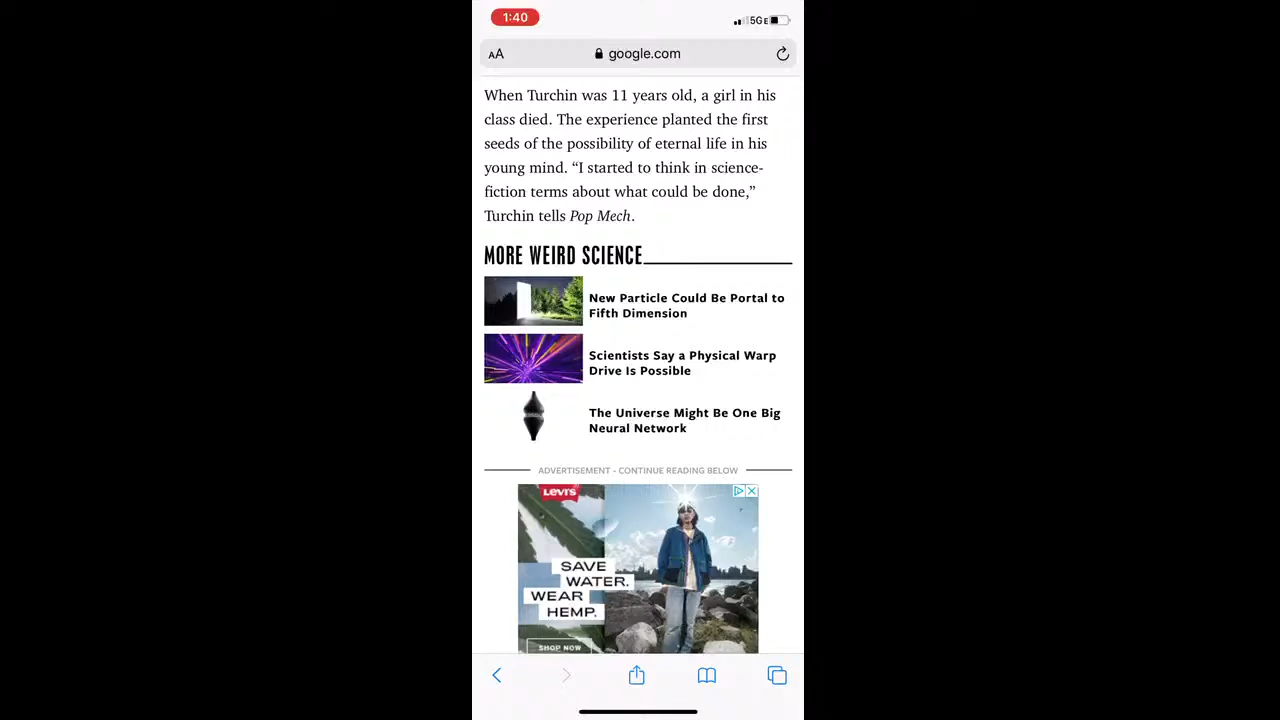 1:40
5GE
AA
google.com
When Turchin was 11 years old, a girl in his
class died. The experience planted the first
seeds of the possibility of eternal life in his
young mind. “I started to think in science-
fiction terms about what could be done,”
Turchin tells Pop Mech.
MORE WEIRD SCIENCE
New Particle Could Be Portal to
Fifth Dimension
Scientists Say a Physical Warp
Drive Is Possible
The Universe Might Be One Big
Neural Network
ADVERTISEMENT - CONTINUE READING BELOW
LEVI'S
SAVE
WATER.
WEAR
HEMP.
SHOP NOW